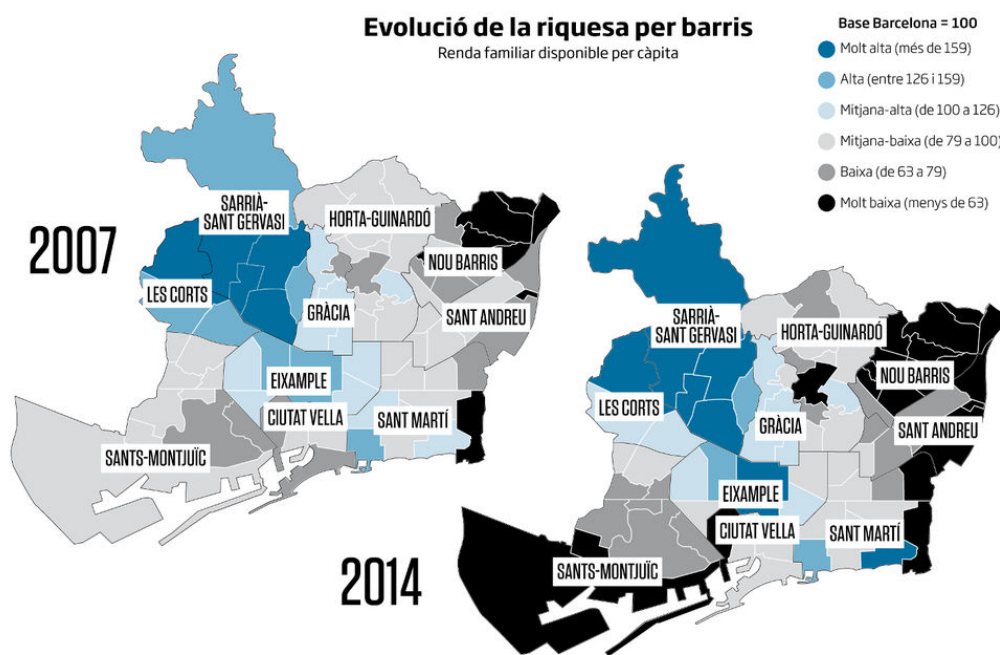 Evolució de la riquesa per barris
Renda familiar disponible per càpita
Base Barcelona = 100
Molt alta (més de 159)
Alta (entre 126 i 159)
Mitjana-alta (de 100 a 126)
Mitjana-baixa (de 79 a 100)
Baixa (de 63 a 79)
Molt baixa (menys de 63)
2007
SARRIÀ-
SANT GERVASI
HORTA-GUINARDÓ
NOU BARRIS
LES CORTS
GRÀCIA
SANT ANDREU
EIXAMPLE
CIUTAT VELLA
SANT MARTÍ
SANTS-MONTJUÏC
2014
SARRIÀ-
SANT GERVASI
HORTA-GUINARDÓ
NOU BARRIS
LES CORTS
GRÀCIA
SANT ANDREU
EIXAMPLE
CIUTAT VELLA
SANT MARTÍ
SANTS-MONTJUÏC